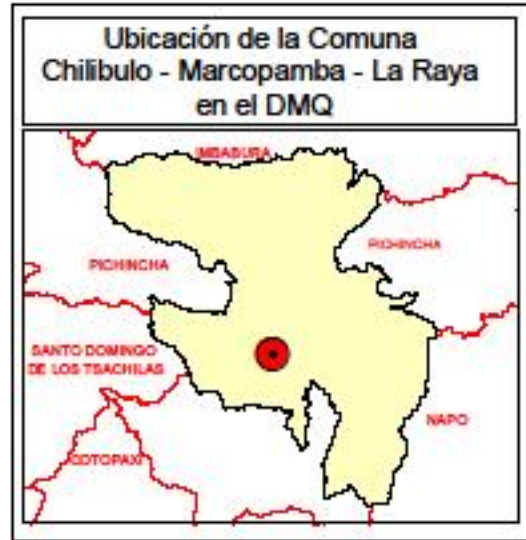 Ubicación de la Comuna
Chilibulo - Marcopamba - La Raya
en el DMQ
IMBABURA
PICHINCHA
PICHINCHA
SANTO DOMINGO
DE LOS TSACHILAS
NAPO
COTOPAXI